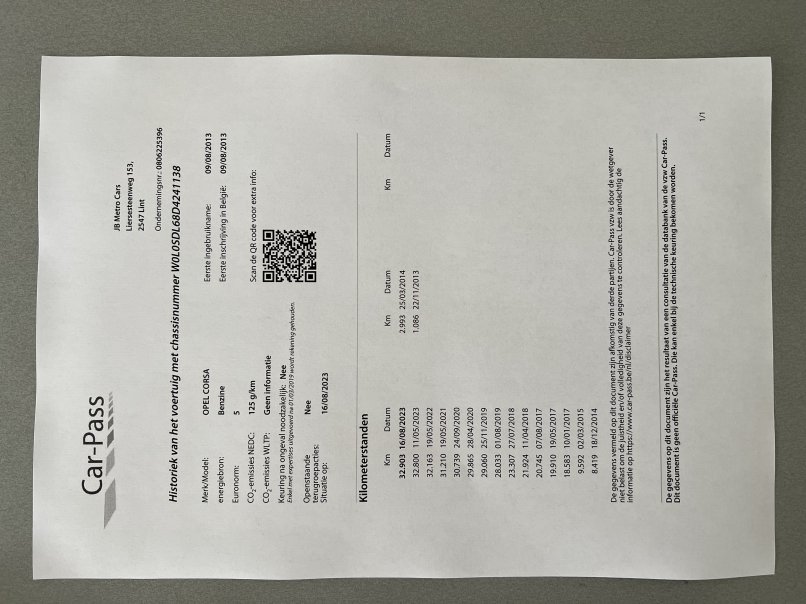 Car-Pass
JB Metro Cars
Liersesteenweg 153,
2547 Lint
Ondernemingsnr.: 0806225396
Historiek van het voertuig met chassisnummer W0L0SDL68D4241138
Merk/Model: OPEL CORSA
energiebron: Benzine
Euronorm: 5
CO2-emissies NEDC: 125 g/km
CO2-emissies WLTP: Geen informatie
Keuring na ongeval noodzakelijk: Nee
Enkel met expertises uitgevoerd na 01/03/2019 wordt rekening gehouden.
Openstaande Nee
terugroepacties:
Situatie op: 16/08/2023
Eerste ingebruikname: 09/08/2013
Eerste inschrijving in België: 09/08/2013
Scan de QR code voor extra info:
Kilometerstanden
Km Datum Km Datum Km Datum
32.903 16/08/2023 2.993 25/03/2014
32.800 11/05/2023 1.086 22/11/2013
32.163 19/05/2022
31.210 19/05/2021
30.739 24/09/2020
29.865 28/04/2020
29.060 25/11/2019
28.033 01/08/2019
23.307 27/07/2018
21.924 11/04/2018
20.745 07/08/2017
19.910 19/05/2017
18.583 10/01/2017
9.592 02/03/2015
8.419 18/12/2014
De gegevens vermeld op dit document zijn afkomstig van derde partijen. Car-Pass vzw is door de wetgever
niet belast om de juistheid en/of volledigheid van deze gegevens te controleren. Lees aandachtig de
informatie op https://www.car-pass.be/nl/disclaimer
De gegevens op dit document zijn het resultaat van een consultatie van de databank van de vzw Car-Pass.
Dit document is geen officiële Car-Pass. Die kan enkel bij de technische keuring bekomen worden.
1/1